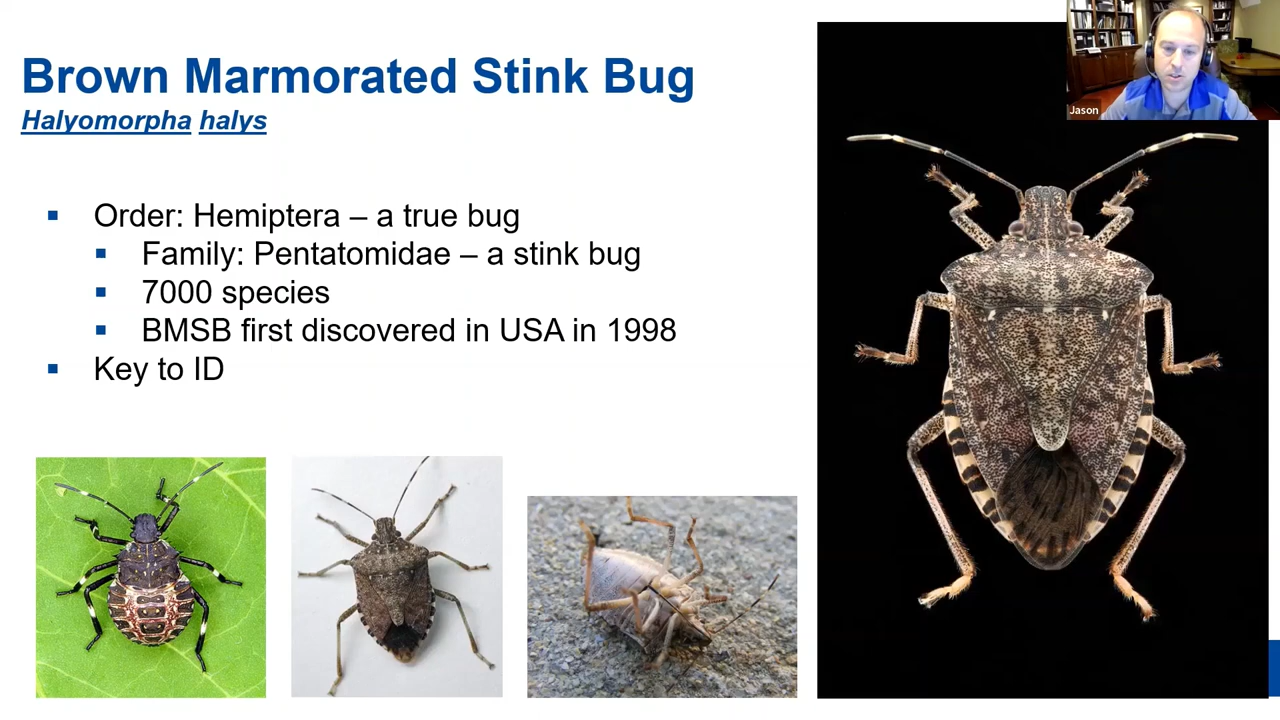 Brown Marmorated Stink Bug
Halyomorpha halys
Jason
Order: Hemiptera – a true bug
Family: Pentatomidae – a stink bug
7000 species
BMSB first discovered in USA in 1998
Key to ID